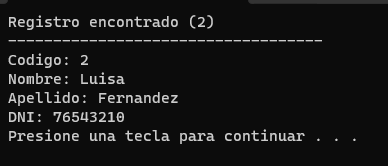 Registro encontrado (2)
-----------------------------------
Codigo: 2
Nombre: Luisa
Apellido: Fernandez
DNI: 76543210
Presione una tecla para continuar . . .